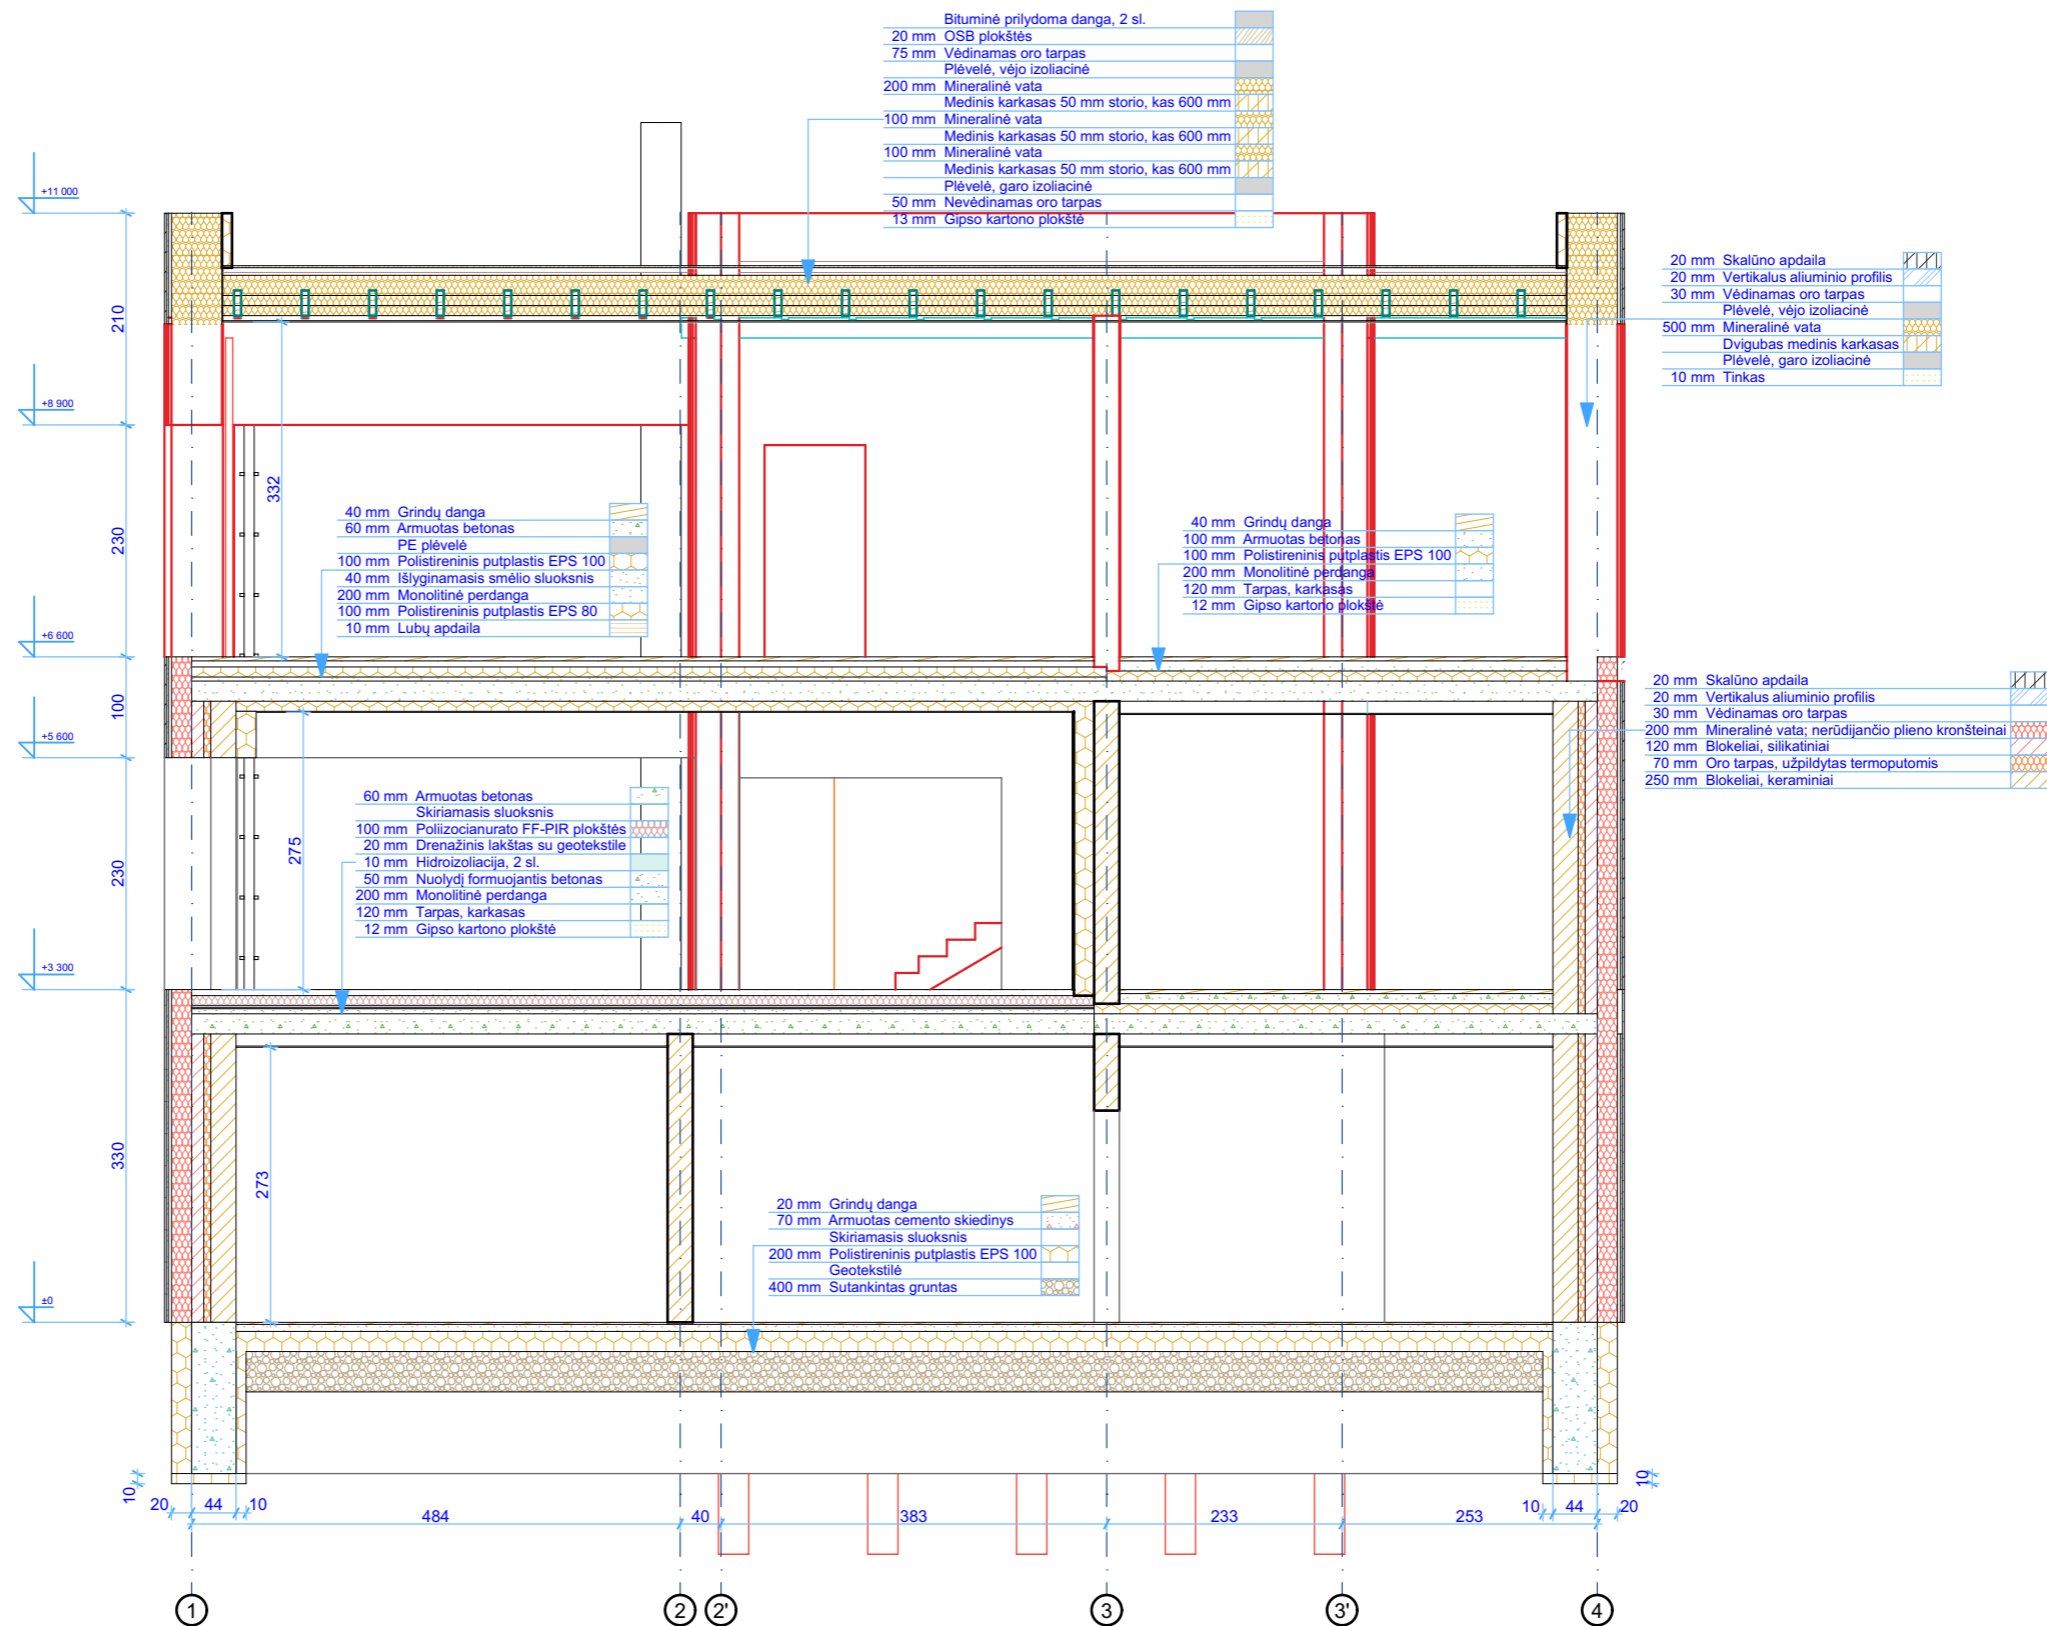 Bituminė prilydoma danga, 2 sl.
20 mm OSB plokštės
75 mm Vėdinamas oro tarpas
Plėvelė, vėjo izoliacinė
200 mm Mineralinė vata
Medinis karkasas 50 mm storio, kas 600 mm
100 mm Mineralinė vata
Medinis karkasas 50 mm storio, kas 600 mm
100 mm Mineralinė vata
Medinis karkasas 50 mm storio, kas 600 mm
Plėvelė, garo izoliacinė
50 mm Nevėdinamas oro tarpas
13 mm Gipso kartono plokštė
20 mm Skalūno apdaila
20 mm Vertikalus aliuminio profilis
30 mm Vėdinamas oro tarpas
Plėvelė, vėjo izoliacinė
500 mm Mineralinė vata
Dvigubas medinis karkasas
Plėvelė, garo izoliacinė
10 mm Tinkas
+11 000
210
+8 900
332
230
40 mm Grindų danga
60 mm Armuotas betonas
PE plėvelė
100 mm Polistireninis putplastis EPS 100
40 mm Išlyginamasis smėlio sluoksnis
200 mm Monolitinė perdanga
100 mm Polistireninis putplastis EPS 80
10 mm Lubų apdaila
40 mm Grindų danga
100 mm Armuotas betonas
100 mm Polistireninis putplastis EPS 100
200 mm Monolitinė perdanga
120 mm Tarpas, karkasas
12 mm Gipso kartono plokštė
+6 600
100
+5 600
20 mm Skalūno apdaila
20 mm Vertikalus aliuminio profilis
30 mm Vėdinamas oro tarpas
200 mm Mineralinė vata; nerūdijančio plieno kronšteinai
120 mm Blokeliai, silikatiniai
70 mm Oro tarpas, užpildytas termoputomis
250 mm Blokeliai, keraminiai
60 mm Armuotas betonas
Skiriamasis sluoksnis
100 mm Poliizocianurato FF-PIR plokštės
20 mm Drenažinis lakštas su geotekstile
10 mm Hidroizoliacija, 2 sl.
50 mm Nuolydį formuojantis betonas
200 mm Monolitinė perdanga
120 mm Tarpas, karkasas
12 mm Gipso kartono plokštė
275
230
+3 300
330
273
20 mm Grindų danga
70 mm Armuotas cemento skiedinys
Skiriamasis sluoksnis
200 mm Polistireninis putplastis EPS 100
Geotekstilė
400 mm Sutankintas gruntas
±0
10
10
20 44 10
484 40 383 233 253
10 44 20
1 2 2' 3 3' 4